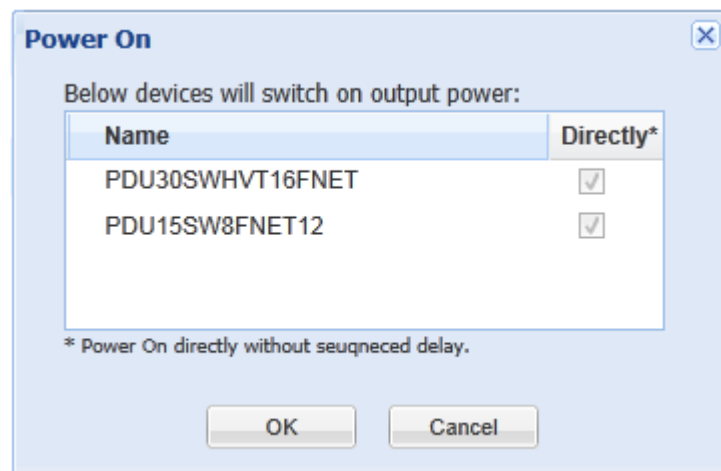 Power On
Below devices will switch on output power:
Name Directly*
PDU30SWHVT16FNET
PDU15SW8FNET12
* Power On directly without seuqneced delay.
OK Cancel